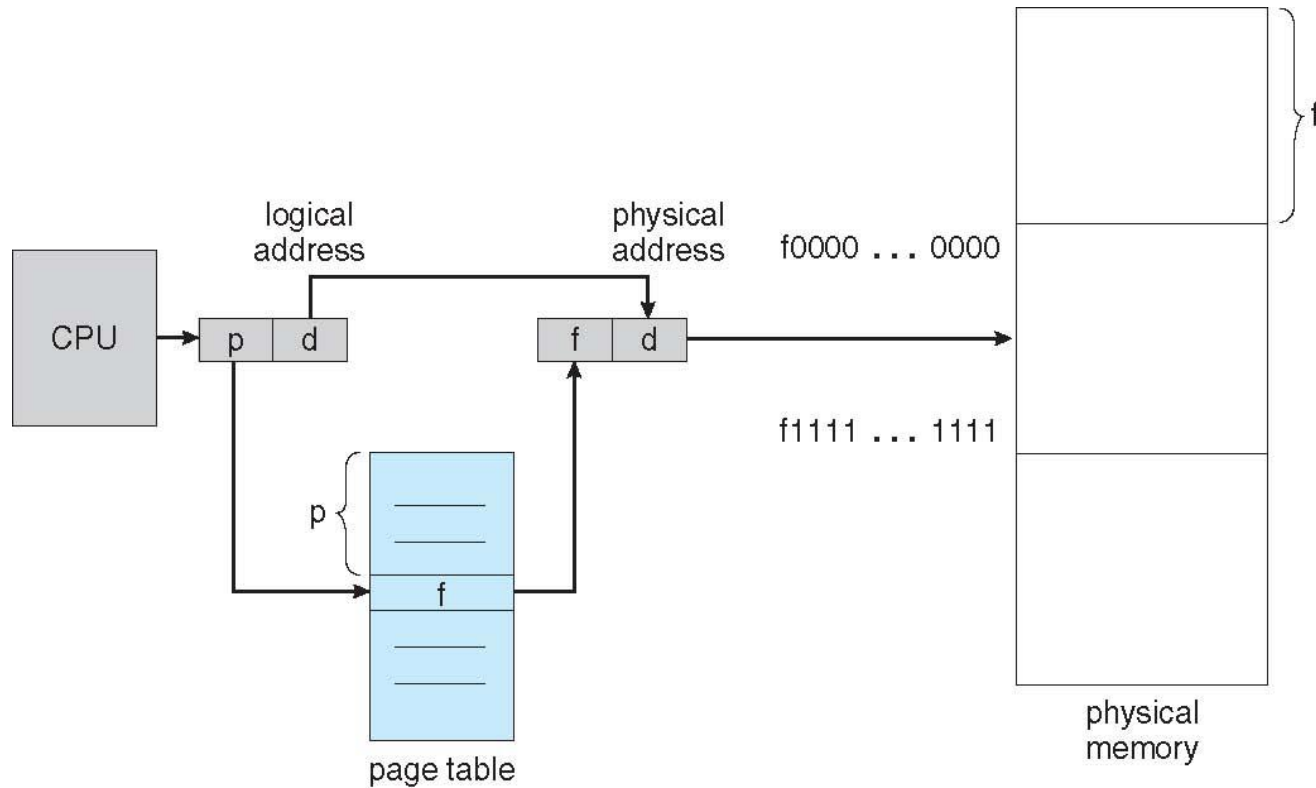 f
logical
address
physical
address
f0000 ... 0000
CPU
p
d
f
d
f1111 ... 1111
p
f
physical
memory
page table